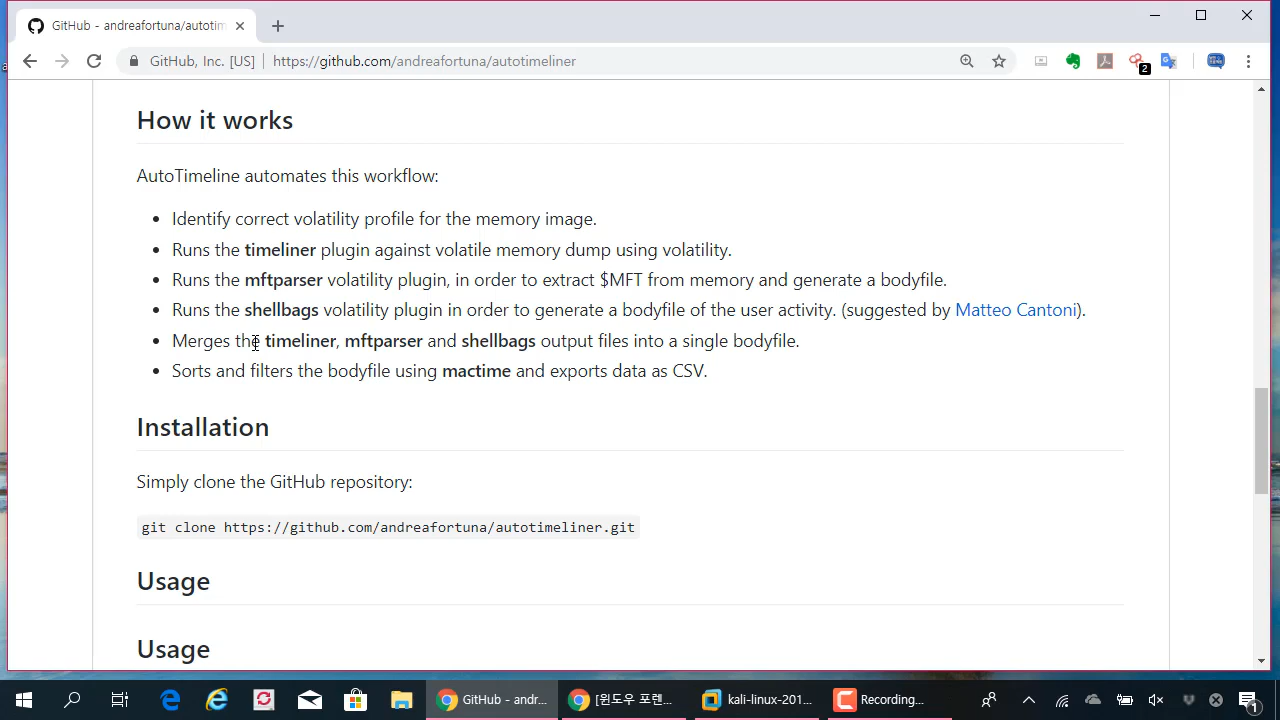 GitHub - andreafortuna/autotim
GitHub, Inc. [US] | https://github.com/andreafortuna/autotimeliner
2
How it works
AutoTimeline automates this workflow:
• Identify correct volatility profile for the memory image.
• Runs the timeliner plugin against volatile memory dump using volatility.
• Runs the mftparser volatility plugin, in order to extract $MFT from memory and generate a bodyfile.
• Runs the shellbags volatility plugin in order to generate a bodyfile of the user activity. (suggested by Matteo Cantoni).
• Merges the timeliner, mftparser and shellbags output files into a single bodyfile.
• Sorts and filters the bodyfile using mactime and exports data as CSV.
Installation
Simply clone the GitHub repository:
git clone https://github.com/andreafortuna/autotimeliner.git
Usage
Usage
GitHub - andr... [윈도우 포렌... kali-linux-201... Recording... 1